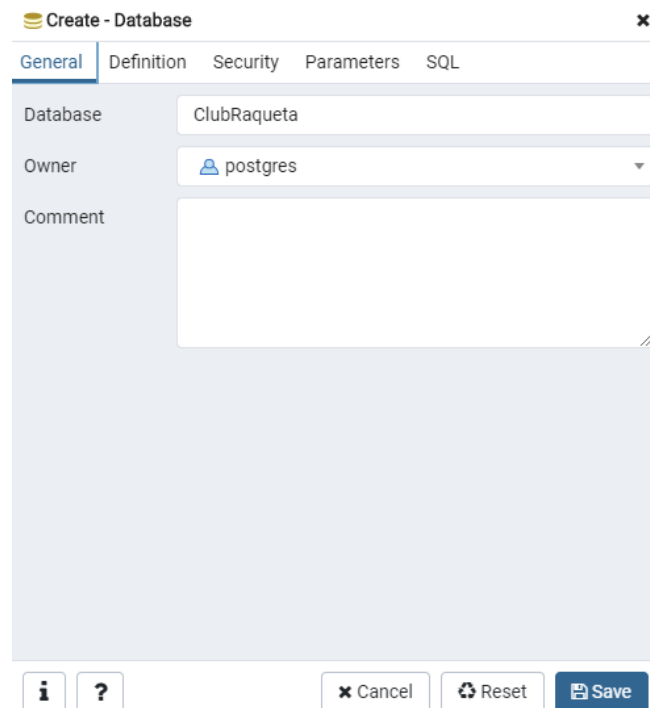 Create - Database
General Definition Security Parameters SQL
Database ClubRaqueta
Owner postgres
Comment
i ? Cancel Reset Save